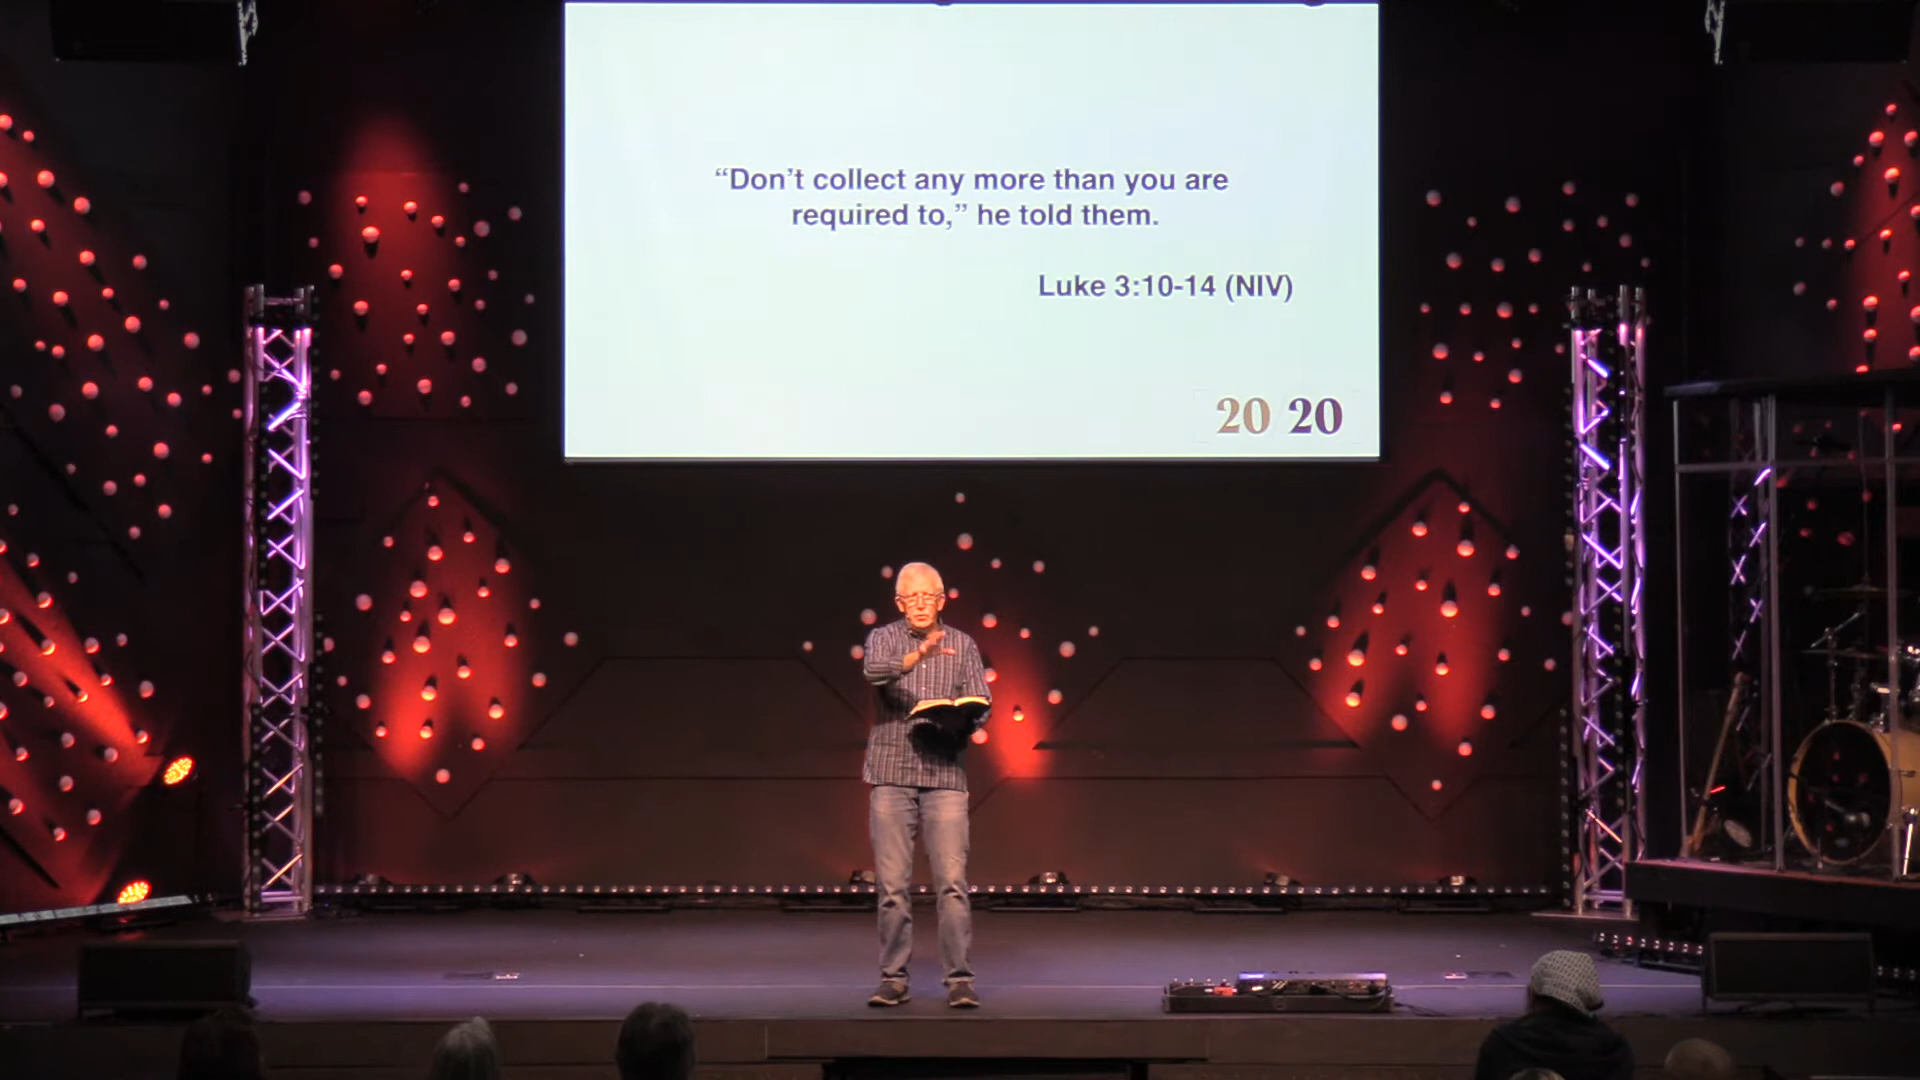 “Don’t collect any more than you are
required to,” he told them.
Luke 3:10-14 (NIV)
20 20